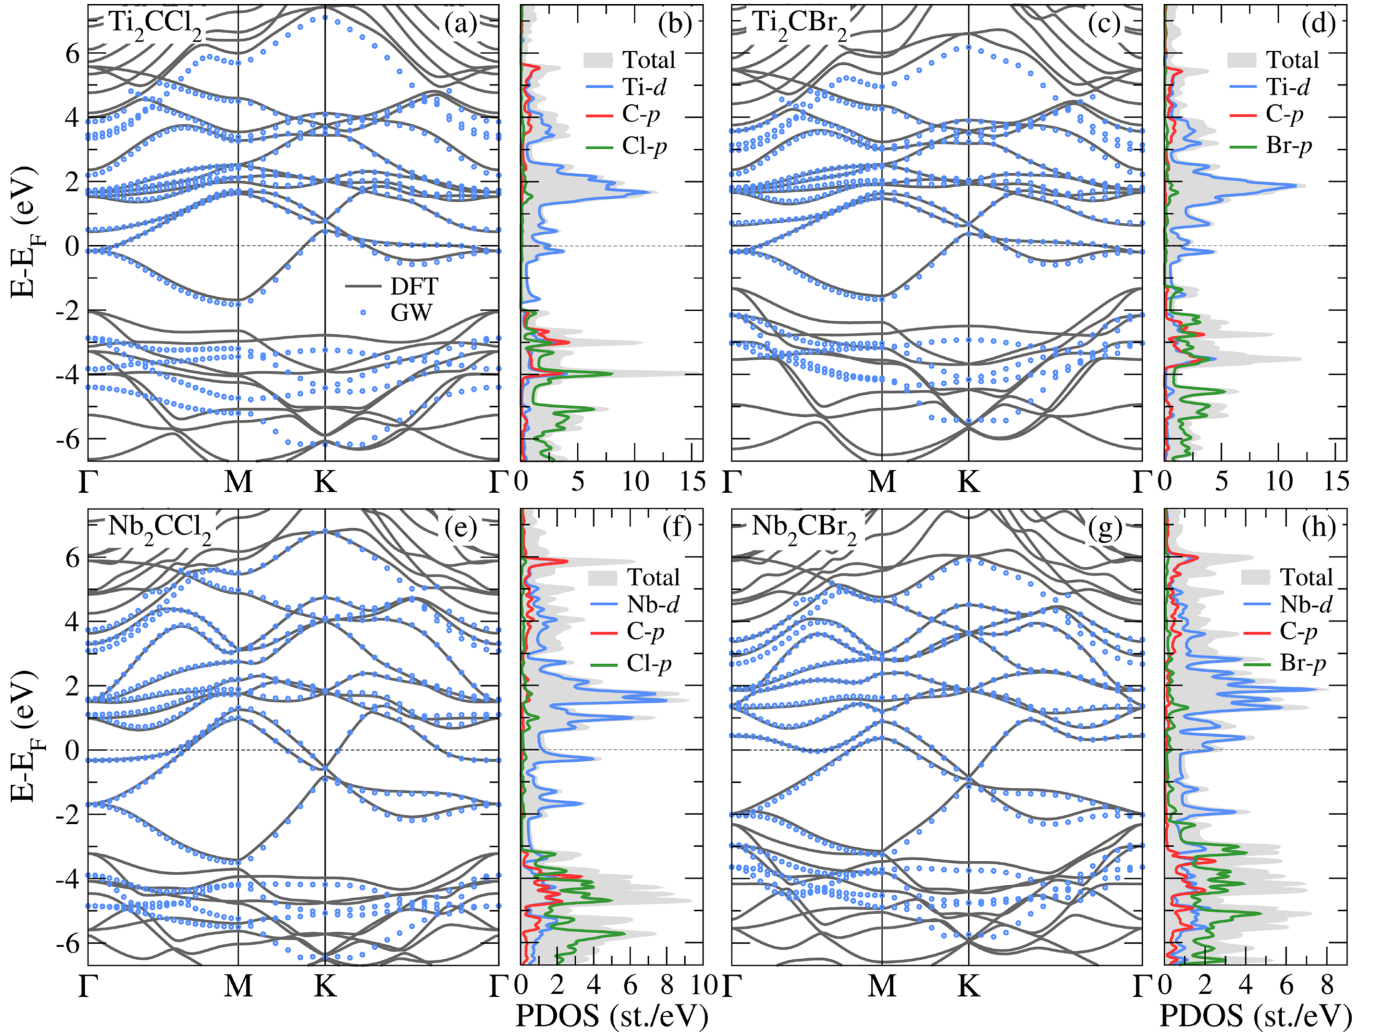 Ti2CCl2 (a)
6
4
2
0
-2
-4
-6
E-EF (eV)
DFT
GW
Γ M K Γ
(b)
Total
Ti-d
C-p
Cl-p
0 5 10 15
Ti2CBr2 (c)
Γ M K Γ
(d)
Total
Ti-d
C-p
Br-p
0 5 10 15
Nb2CCl2 (e)
6
4
2
0
-2
-4
-6
E-EF (eV)
Γ M K Γ
(f)
Total
Nb-d
C-p
Cl-p
0 2 4 6 8 10
PDOS (st./eV)
Nb2CBr2 (g)
Γ M K Γ
(h)
Total
Nb-d
C-p
Br-p
0 2 4 6 8
PDOS (st./eV)